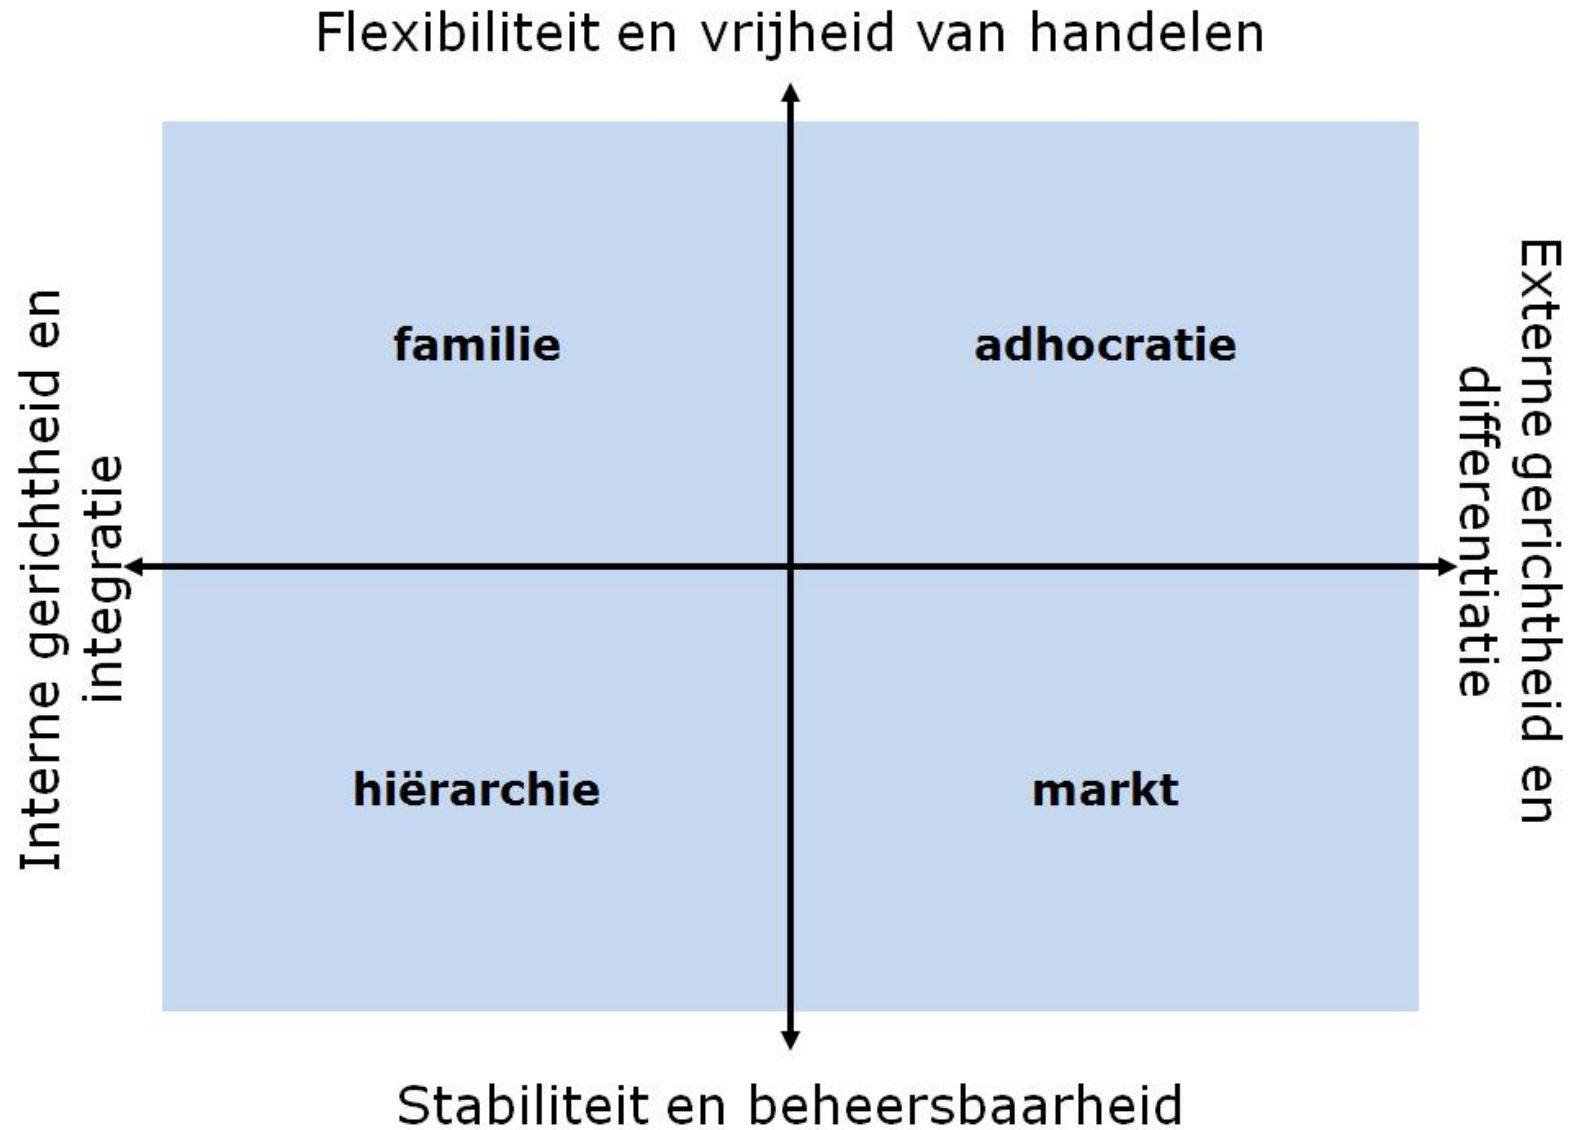 Flexibiliteit en vrijheid van handelen
Interne gerichtheid en
integratie
familie
adhocratie
Externe gerichtheid en
differentiatie
hiërarchie
markt
Stabiliteit en beheersbaarheid